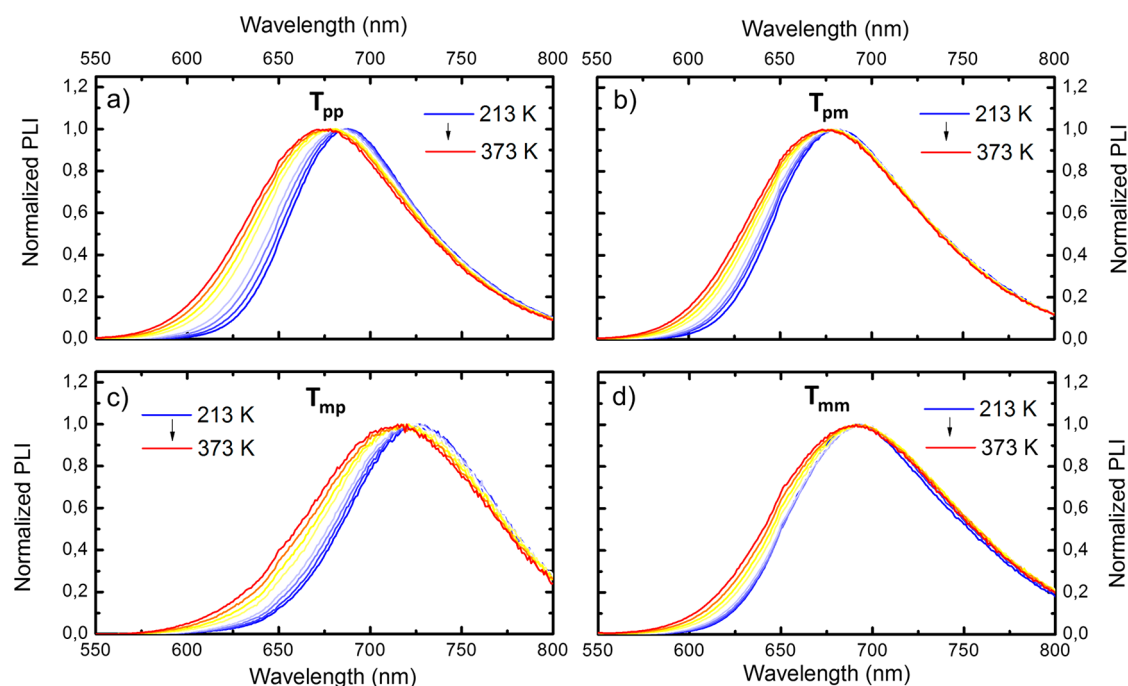 Wavelength (nm)
Wavelength (nm)
550 600 650 700 750 800
550 600 650 700 750 800
a)
T_pp
213 K
373 K
1,2
1,0
0,8
0,6
0,4
0,2
0,0
Normalized PLI
b)
T_pm
213 K
373 K
1,2
1,0
0,8
0,6
0,4
0,2
0,0
Normalized PLI
c)
T_mp
213 K
373 K
1,2
1,0
0,8
0,6
0,4
0,2
0,0
Normalized PLI
d)
T_mm
213 K
373 K
1,2
1,0
0,8
0,6
0,4
0,2
0,0
Normalized PLI
550 600 650 700 750 800
550 600 650 700 750 800
Wavelength (nm)
Wavelength (nm)